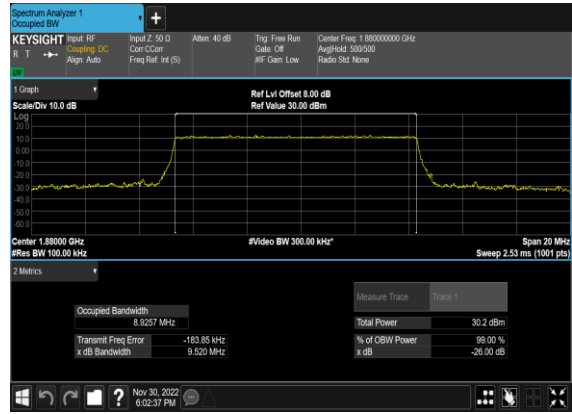 Spectrum Analyzer 1
Occupied BW
+
KEYSIGHT
R T
Input: RF
Coupling: DC
Align: Auto
Input Z: 50 Ω
Corr CCorr
Freq Ref: Int (S)
Atten: 40 dB
Trig: Free Run
Gate: Off
#IF Gain: Low
Center Freq: 1.880000000 GHz
Avg|Hold: 500/500
Radio Std: None
1 Graph
Scale/Div 10.0 dB
Ref Lvl Offset 8.00 dB
Ref Value 30.00 dBm
Log
20.0
10.0
0.00
-10.0
-20.0
-30.0
-40.0
-50.0
-60.0
Center 1.88000 GHz
#Res BW 100.00 kHz
#Video BW 300.00 kHz*
Span 20 MHz
Sweep 2.53 ms (1001 pts)
2 Metrics
Measure Trace Trace 1
Occupied Bandwidth
8.9257 MHz
Total Power 30.2 dBm
Transmit Freq Error -183.85 kHz
% of OBW Power 99.00 %
x dB Bandwidth 9.520 MHz
x dB -26.00 dB
?
Nov 30, 2022
6:02:37 PM